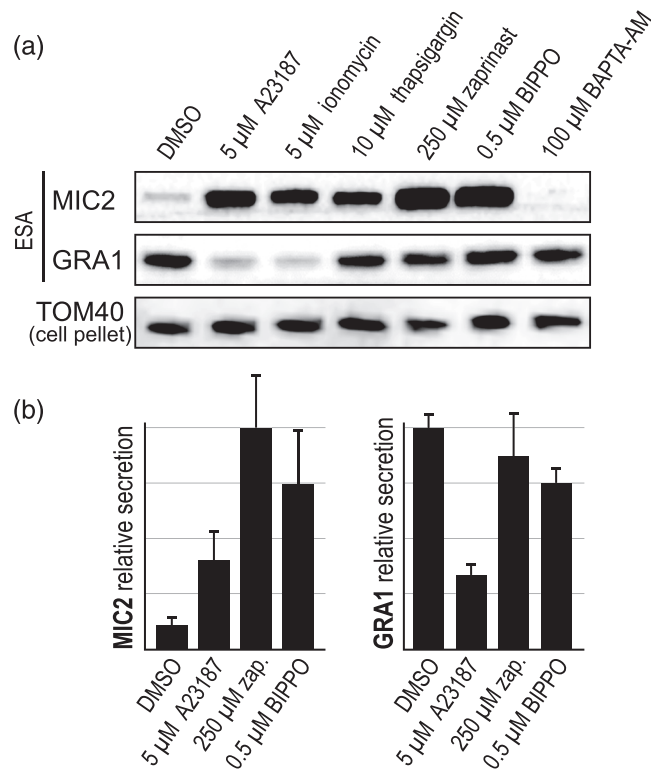 (a)
DMSO
5 µM A23187
5 µM ionomycin
10 µM thapsigargin
250 µM zaprinast
0.5 µM BIPPO
100 µM BAPTA-AM
ESA
MIC2
GRA1
TOM40
(cell pellet)
(b)
MIC2 relative secretion
DMSO
5 µM A23187
250 µM zap.
0.5 µM BIPPO
GRA1 relative secretion
DMSO
5 µM A23187
250 µM zap.
0.5 µM BIPPO